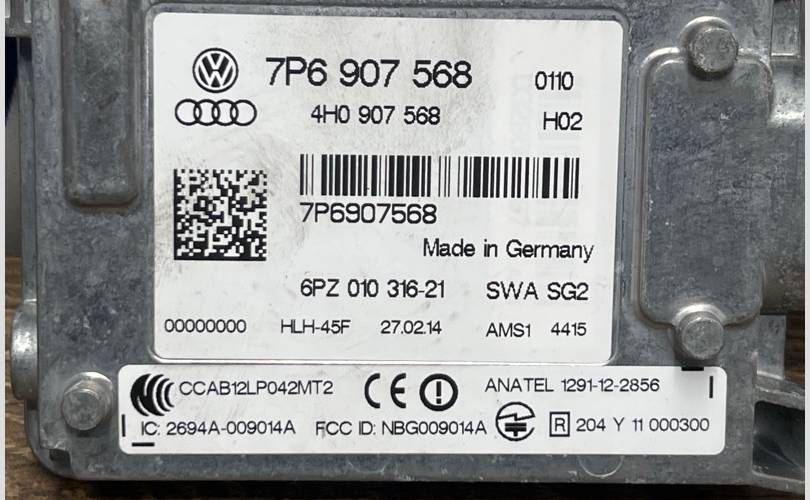 7P6 907 568 0110
4H0 907 568 H02
7P6907568
Made in Germany
6PZ 010 316-21 SWA SG2
00000000 HLH-45F 27.02.14 AMS1 4415
CCAB12LP042MT2 CE ANATEL 1291-12-2856
IC: 2694A-009014A FCC ID: NBG009014A R 204 Y 11 000300